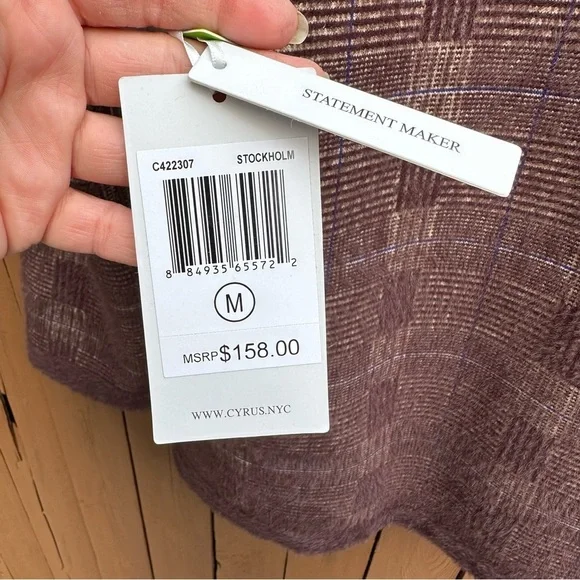 STATEMENT MAKER
C422307 STOCKHOLM
8 84935 65572 2
M
MSRP$158.00
WWW.CYRUS.NYC